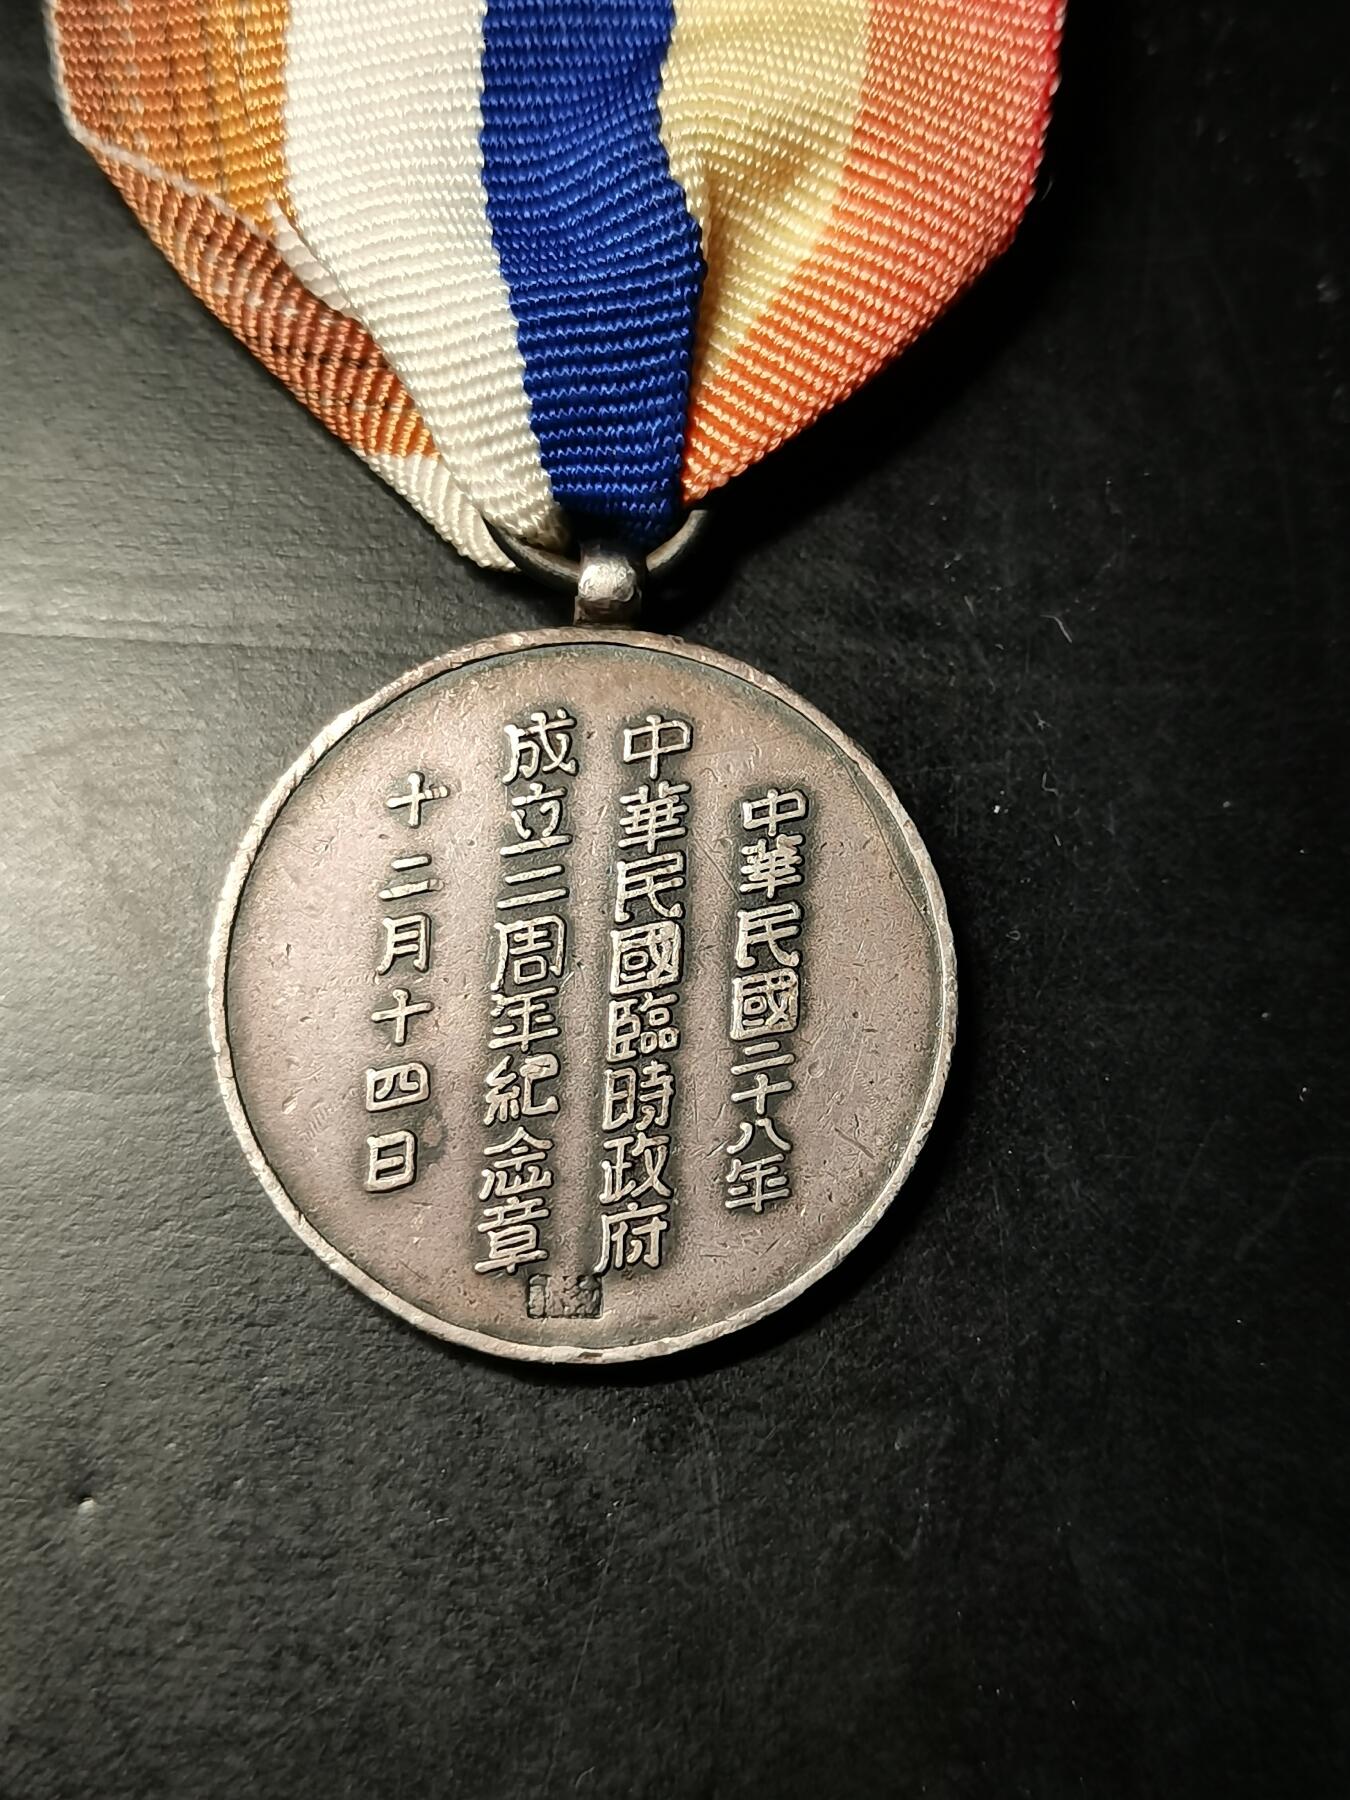 中華民國二十八年
中華民國臨時政府
成立二周年紀念章
十二月十四日